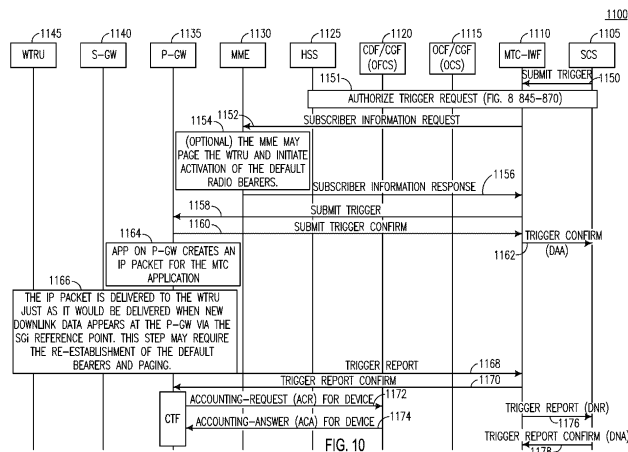 1100
1145
1140
1135
1130
1125
1120
1115
1110
1105
WTRU
S-GW
P-GW
MME
HSS
CDF/CGF
(OFCS)
OCF/CGF
(OCS)
MTC-IWF
SCS
SUBMIT TRIGGER
1150
1151
AUTHORIZE TRIGGER REQUEST (FIG. 8 845-870)
1152
SUBSCRIBER INFORMATION REQUEST
1154
(OPTIONAL) THE MME MAY
PAGE THE WTRU AND INITIATE
ACTIVATION OF THE DEFAULT
RADIO BEARERS.
SUBSCRIBER INFORMATION RESPONSE
1156
1158
SUBMIT TRIGGER
1160
SUBMIT TRIGGER CONFIRM
TRIGGER CONFIRM
(DAA)
1162
1164
APP ON P-GW CREATES AN
IP PACKET FOR THE MTC
APPLICATION
1166
THE IP PACKET IS DELIVERED TO THE WTRU
JUST AS IT WOULD BE DELIVERED WHEN NEW
DOWNLINK DATA APPEARS AT THE P-GW VIA THE
SGi REFERENCE POINT. THIS STEP MAY REQUIRE
THE RE-ESTABLISHMENT OF THE DEFAULT
BEARERS AND PAGING.
TRIGGER REPORT
1168
TRIGGER REPORT CONFIRM
1170
CTF
ACCOUNTING-REQUEST (ACR) FOR DEVICE
1172
ACCOUNTING-ANSWER (ACA) FOR DEVICE
1174
TRIGGER REPORT (DNR)
1176
TRIGGER REPORT CONFIRM (DNA)
1178
FIG. 10